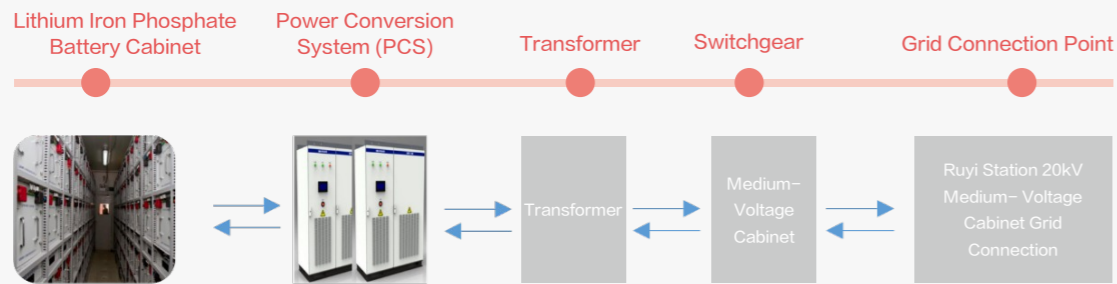 Lithium Iron Phosphate
Battery Cabinet
Power Conversion
System (PCS)
Transformer
Switchgear
Grid Connection Point
Transformer
Medium-
Voltage
Cabinet
Ruyi Station 20kV
Medium- Voltage
Cabinet Grid
Connection